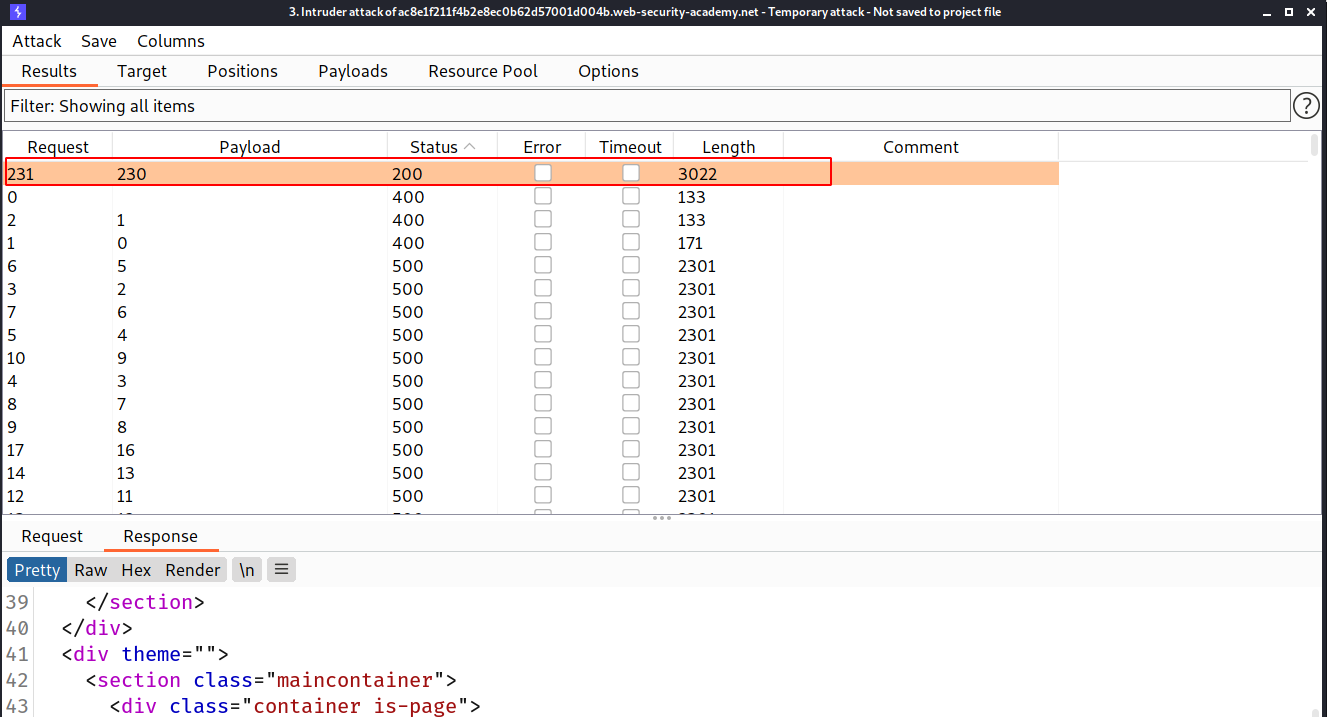 3. Intruder attack of ac8e1f211f4b2e8ec0b62d57001d004b.web-security-academy.net - Temporary attack - Not saved to project file
Attack Save Columns
Results Target Positions Payloads Resource Pool Options
Filter: Showing all items ?
Request Payload Status Error Timeout Length Comment
231 230 200 3022
0 400 133
2 1 400 133
1 0 400 171
6 5 500 2301
3 2 500 2301
7 6 500 2301
5 4 500 2301
10 9 500 2301
4 3 500 2301
8 7 500 2301
9 8 500 2301
17 16 500 2301
14 13 500 2301
12 11 500 2301
Request Response
Pretty Raw Hex Render \n
39 </section>
40 </div>
41 <div theme="">
42 <section class="maincontainer">
43 <div class="container is-page">